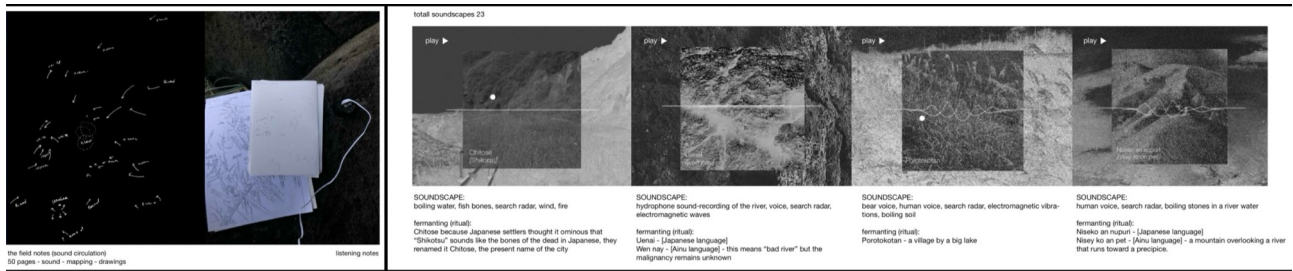 the field notes (sound circulation)
50 pages - sound - mapping - drawings
listening notes
totall soundscapes 23
play
Chitose
[Shikotsu]
SOUNDSCAPE:
boiling water, fish bones, search radar, wind, fire
fermanting (ritual):
Chitose because Japanese settlers thought it ominous that
“Shikotsu” sounds like the bones of the dead in Japanese, they
renamed it Chitose, the present name of the city
play
SOUNDSCAPE:
hydrophone sound-recording of the river, voice, search radar,
electromagnetic waves
fermanting (ritual):
Uenai - [Japanese language]
Wen nay - [Ainu language] - this means “bad river” but the
malignancy remains unknown
play
Porotokotan
SOUNDSCAPE:
bear voice, human voice, search radar, electromagnetic vibra-
tions, boiling soil
fermanting (ritual):
Porotokotan - a village by a big lake
play
Niseko an nupuri
SOUNDSCAPE:
human voice, search radar, boiling stones in a river water
fermanting (ritual):
Niseko an nupuri - [Japanese language]
Nisey ko an pet - [Ainu language] - a mountain overlooking a river
that runs toward a precipice.